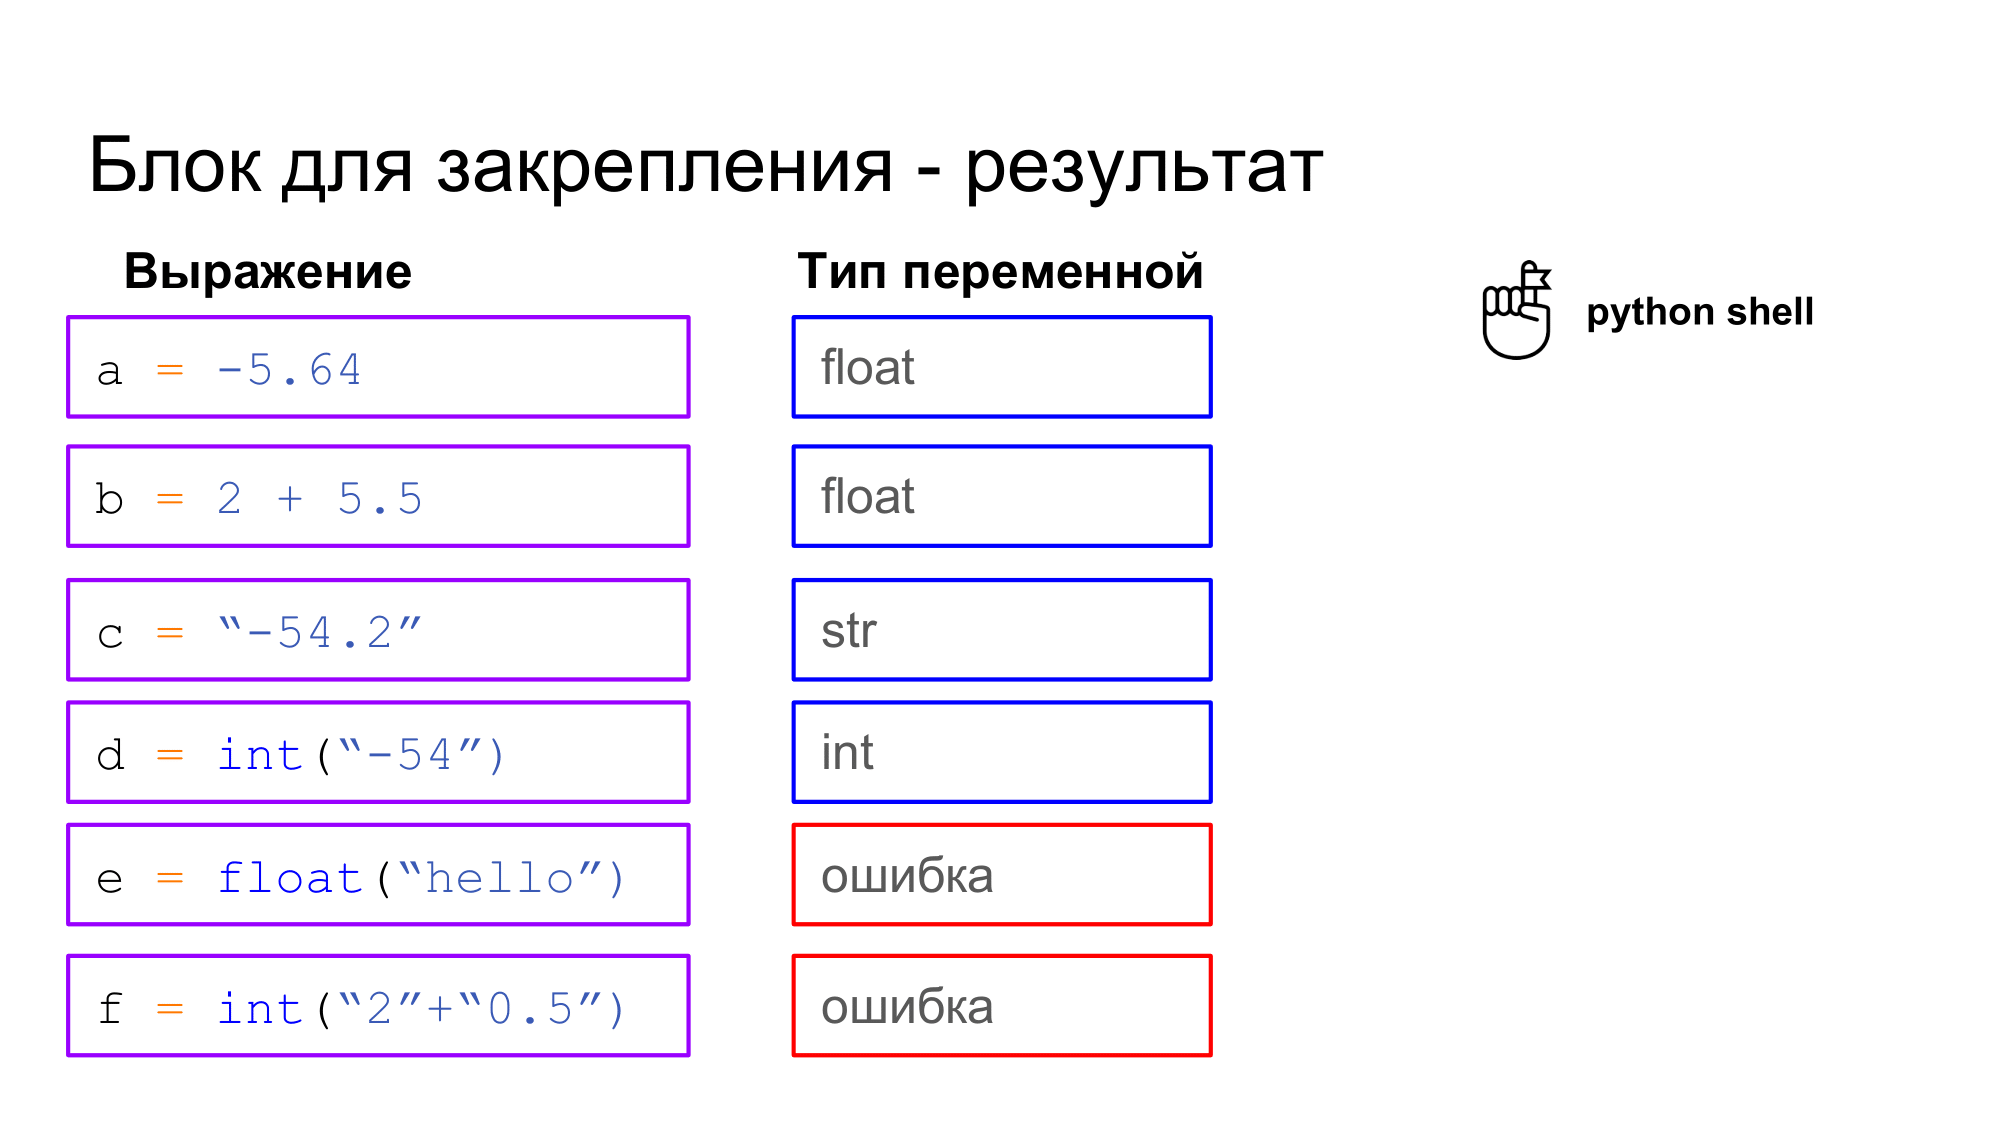 Блок для закрепления - результат
Выражение
Тип переменной
python shell
a = -5.64
float
b = 2 + 5.5
float
c = “-54.2”
str
d = int(“-54”)
int
e = float(“hello”)
ошибка
f = int(“2”+“0.5”)
ошибка